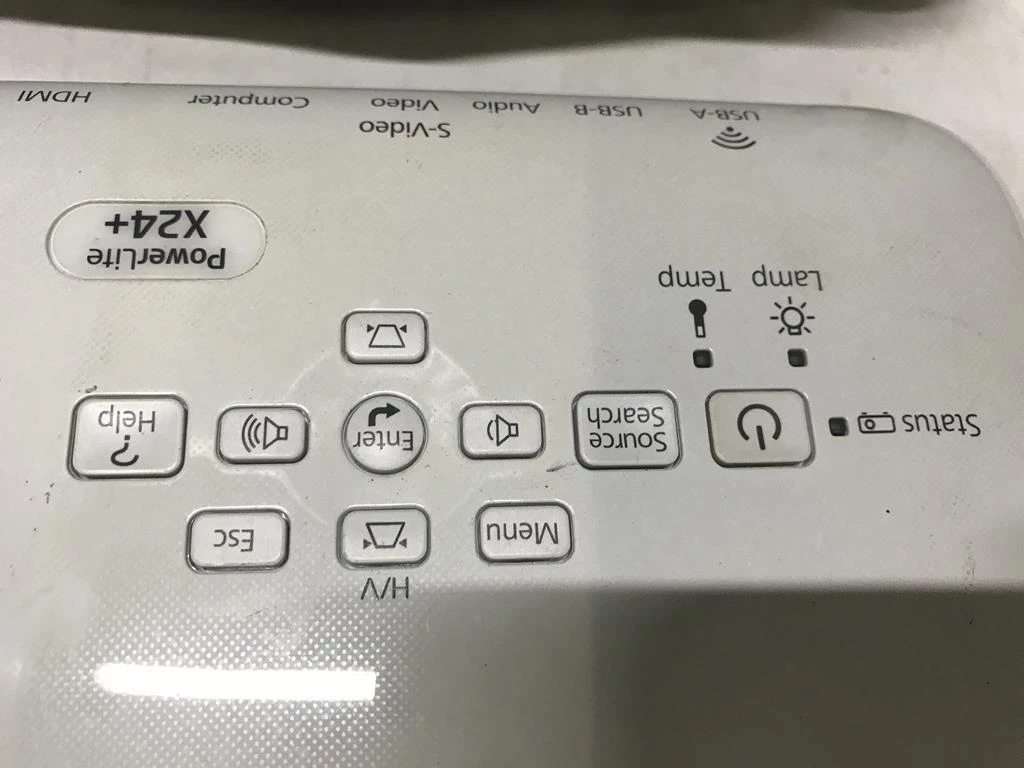 H/V
Menu
Esc
Status
Source
Search
Enter
?
Help
Lamp
Temp
PowerLite
X24+
S-Video
USB-A
USB-B
Audio
Video
Computer
HDMI